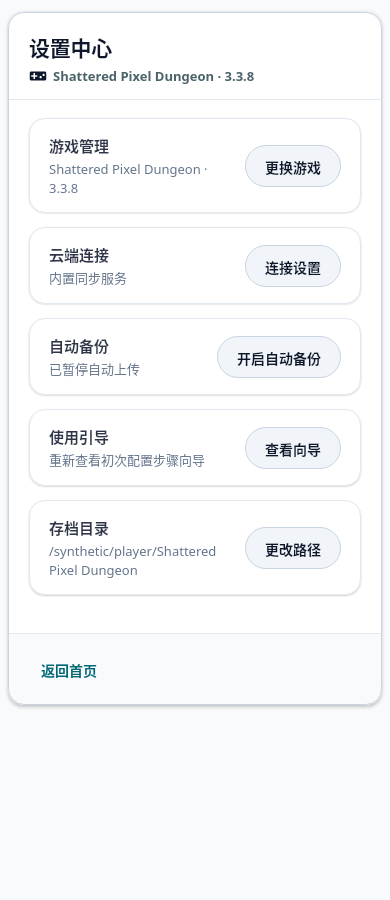 设置中心
Shattered Pixel Dungeon · 3.3.8
游戏管理
Shattered Pixel Dungeon ·
3.3.8
更换游戏
云端连接
内置同步服务
连接设置
自动备份
已暂停自动上传
开启自动备份
使用引导
重新查看初次配置步骤向导
查看向导
存档目录
/synthetic/player/Shattered
Pixel Dungeon
更改路径
返回首页